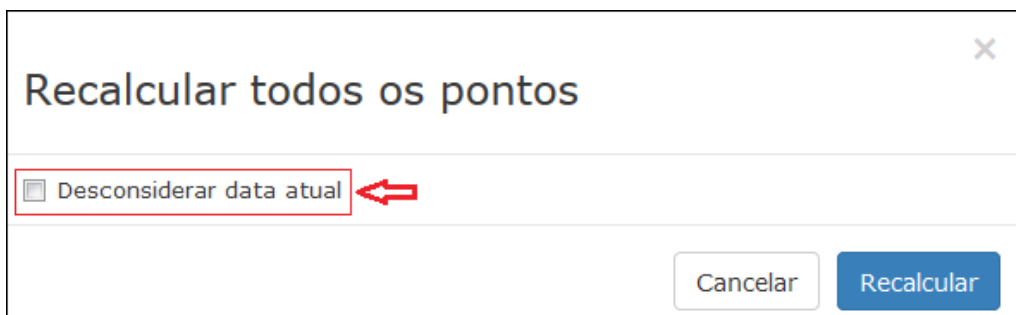 Recalcular todos os pontos
Desconsiderar data atual
Cancelar
Recalcular